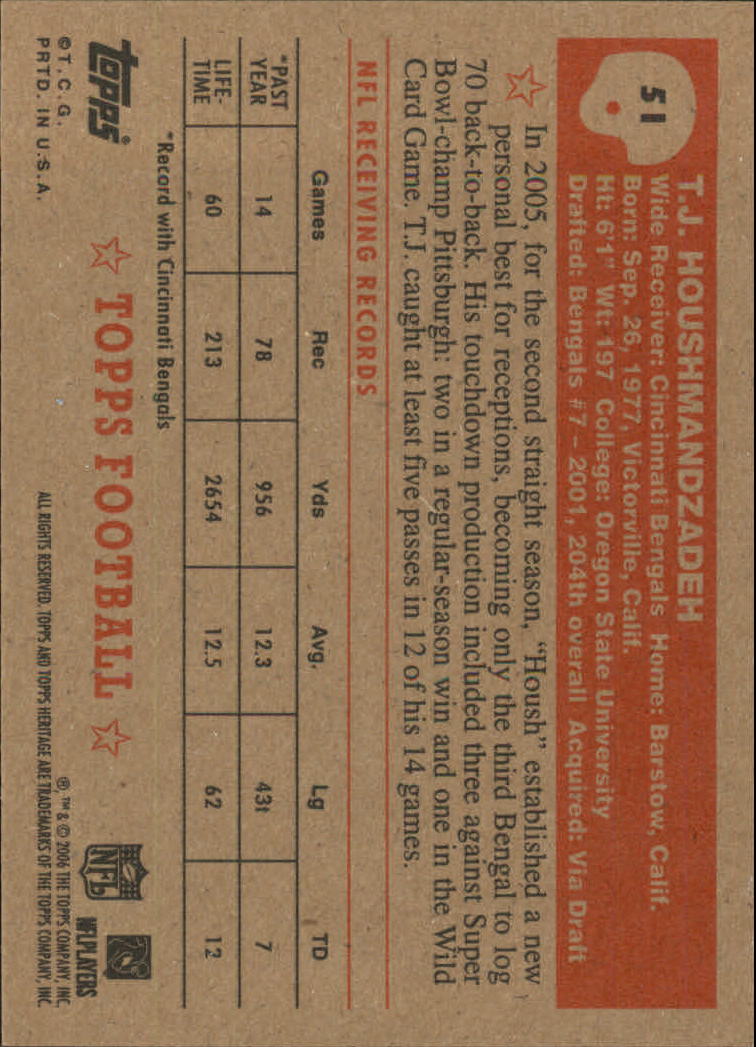 51
T.J. HOUSHMANDZADEH
Wide Receiver: Cincinnati Bengals Home: Barstow, Calif.
Born: Sep. 26, 1977, Victorville, Calif.
Ht: 6'1" Wt: 197 College: Oregon State University
Drafted: Bengals #7 – 2001, 204th overall Acquired: Via Draft
In 2005, for the second straight season, “Housh” established a new
personal best for receptions, becoming only the third Bengal to log
70 back-to-back. His touchdown production included three against Super
Bowl-champ Pittsburgh: two in a regular-season win and one in the Wild
Card Game. T.J. caught at least five passes in 12 of his 14 games.
NFL RECEIVING RECORDS
Games Rec Yds Avg. Lg TD
*PAST YEAR 14 78 956 12.3 43t 7
LIFE-TIME 60 213 2654 12.5 62 12
*Record with Cincinnati Bengals
topps®
©T.C.G.
PRTD. IN U.S.A.
TOPPS FOOTBALL
NFL
NFLPLAYERS
®, ™ & © 2006 THE TOPPS COMPANY, INC.
ALL RIGHTS RESERVED. TOPPS AND TOPPS HERITAGE ARE TRADEMARKS OF THE TOPPS COMPANY, INC.